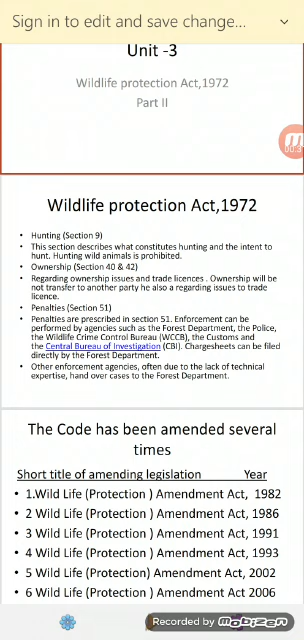 Sign in to edit and save change...
Unit -3
Wildlife protection Act,1972
Part II
Wildlife protection Act,1972
• Hunting (Section 9)
• This section describes what constitutes hunting and the intent to
hunt. Hunting wild animals is prohibited.
• Ownership (Section 40 & 42)
• Regarding ownership issues and trade licences . Ownership will be
not transfer to another party he also a regarding issues to trade
licence.
• Penalties (Section 51)
• Penalties are prescribed in section 51. Enforcement can be
performed by agencies such as the Forest Department, the Police,
the Wildlife Crime Control Bureau (WCCB), the Customs and
the Central Bureau of Investigation (CBI). Chargesheets can be filed
directly by the Forest Department.
• Other enforcement agencies, often due to the lack of technical
expertise, hand over cases to the Forest Department.
The Code has been amended several
times
Short title of amending legislation Year
• 1.Wild Life (Protection ) Amendment Act, 1982
• 2 Wild Life (Protection ) Amendment Act, 1986
• 3 Wild Life (Protection ) Amendment Act, 1991
• 4 Wild Life (Protection ) Amendment Act, 1993
• 5 Wild Life (Protection) Amendment Act, 2002
• 6 Wild Life (Protection ) Amendment Act 2006
Recorded by Mobizen